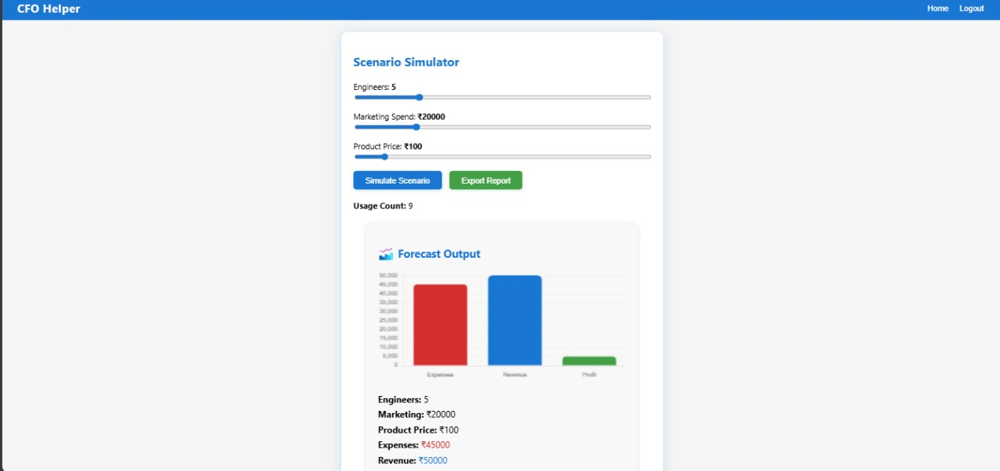 CFO Helper
Home Logout
Scenario Simulator
Engineers: 5
Marketing Spend: ₹20000
Product Price: ₹100
Simulate Scenario Export Report
Usage Count: 9
Forecast Output
50,000
45,000
40,000
35,000
30,000
25,000
20,000
15,000
10,000
5,000
0
Expenses Revenue Profit
Engineers: 5
Marketing: ₹20000
Product Price: ₹100
Expenses: ₹45000
Revenue: ₹50000